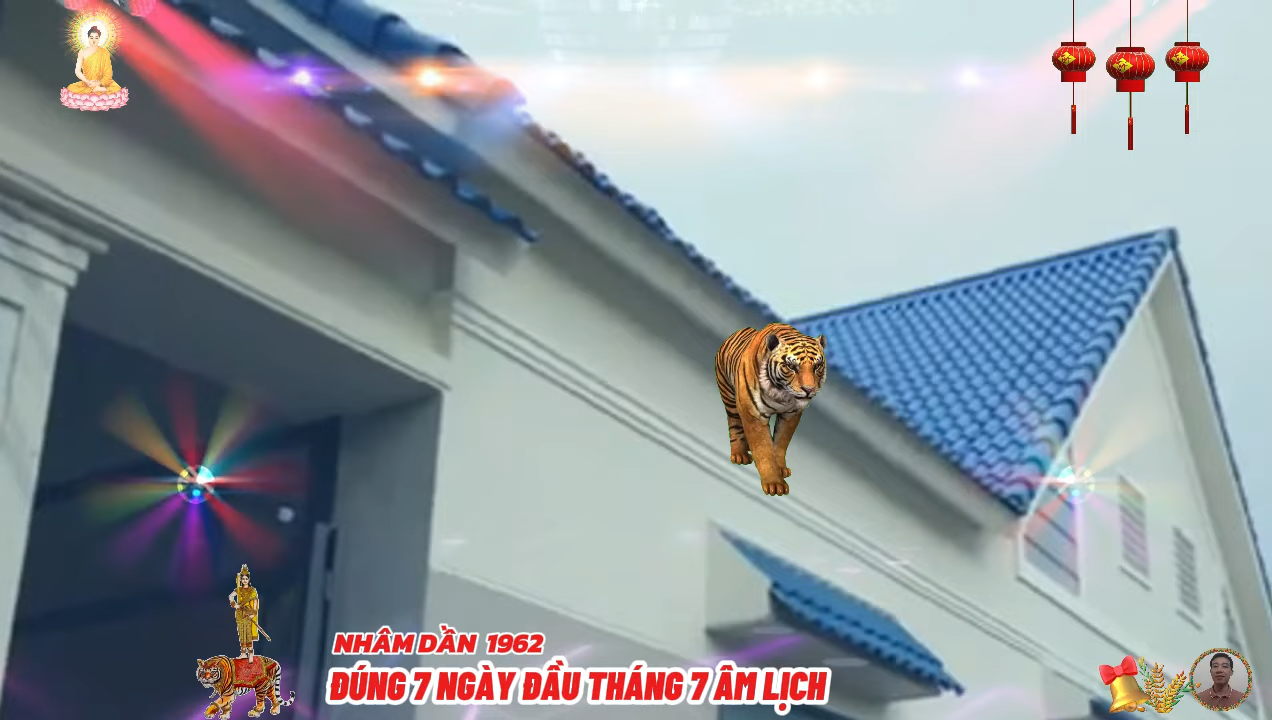 NHÂM DẦN 1962
ĐÚNG 7 NGÀY ĐẦU THÁNG 7 ÂM LỊCH